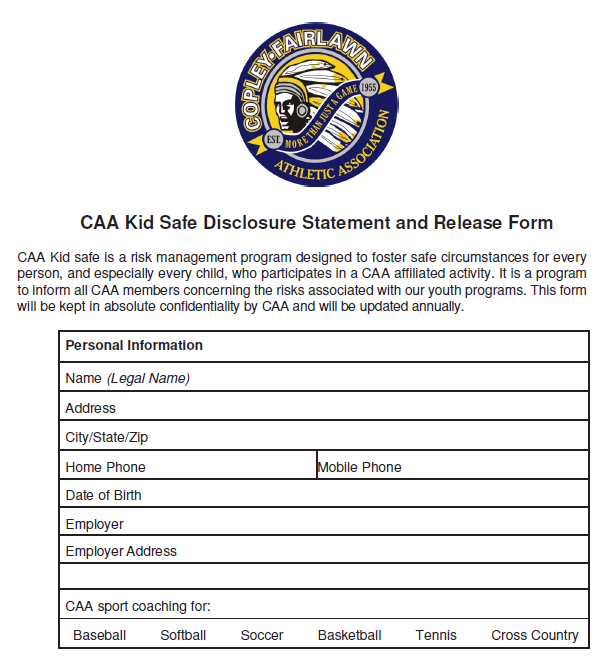 COPLEY•FAIRLAWN
1955
MORE THAN JUST A GAME
EST.
ATHLETIC ASSOCIATION
CAA Kid Safe Disclosure Statement and Release Form
CAA Kid safe is a risk management program designed to foster safe circumstances for every
person, and especially every child, who participates in a CAA affiliated activity. It is a program
to inform all CAA members concerning the risks associated with our youth programs. This form
will be kept in absolute confidentiality by CAA and will be updated annually.
Personal Information
Name (Legal Name)
Address
City/State/Zip
Home Phone Mobile Phone
Date of Birth
Employer
Employer Address
CAA sport coaching for:
Baseball Softball Soccer Basketball Tennis Cross Country